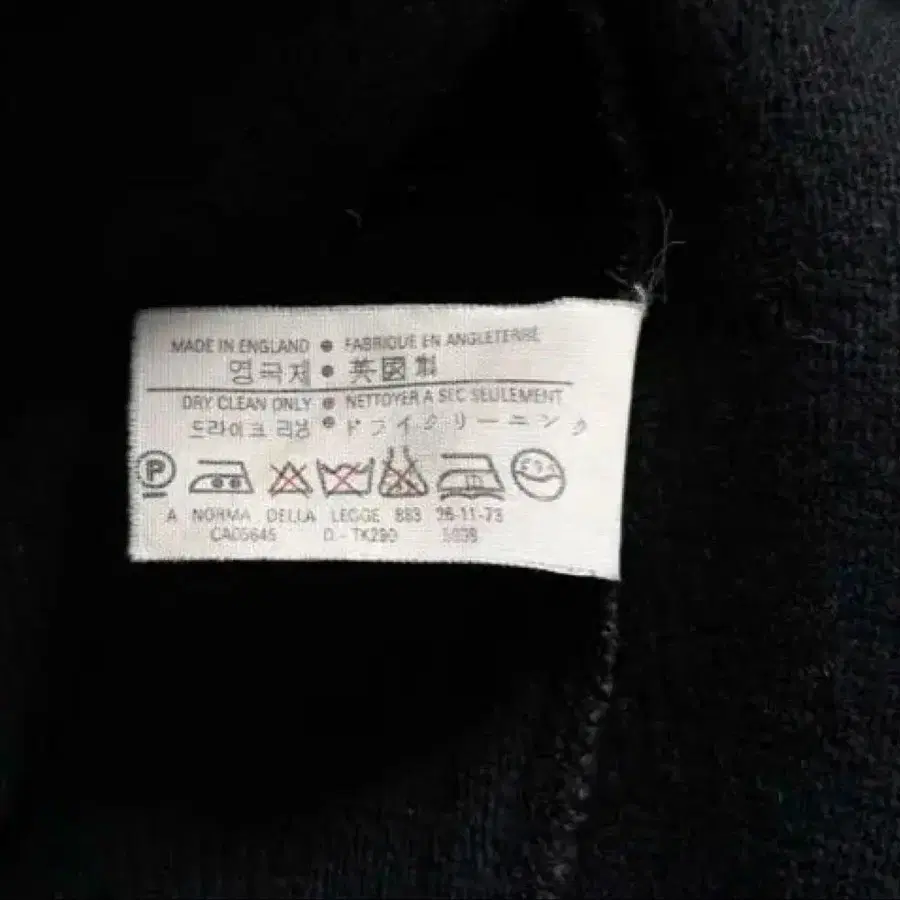 MADE IN ENGLAND ● FABRIQUE EN ANGLETERRE
영국제 ● 英國製
DRY CLEAN ONLY ● NETTOYER A SEC SEULEMENT
드라이크리닝 ● ドライクリーニング
P
A NORMA DELLA LEGGE 883 26-11-73
CA05645 D.-TK290